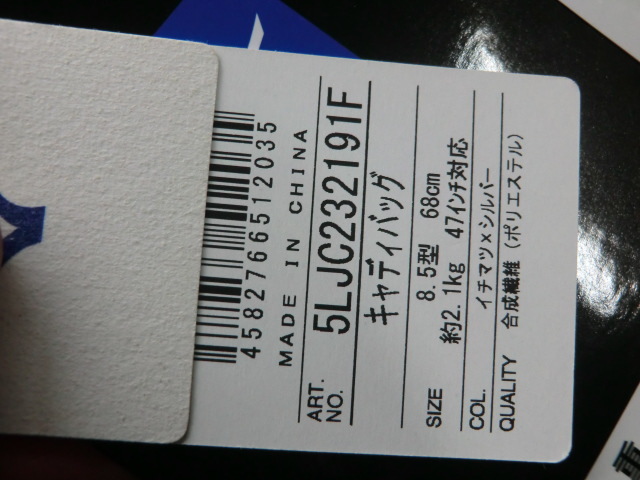 4582766512035
MADE IN CHINA
ART. NO. 5LJC232191F
キャディバッグ
SIZE 8.5型 68cm
約2.1kg 47インチ対応
COL. イチマツ×シルバー
QUALITY 合成繊維(ポリエステル)